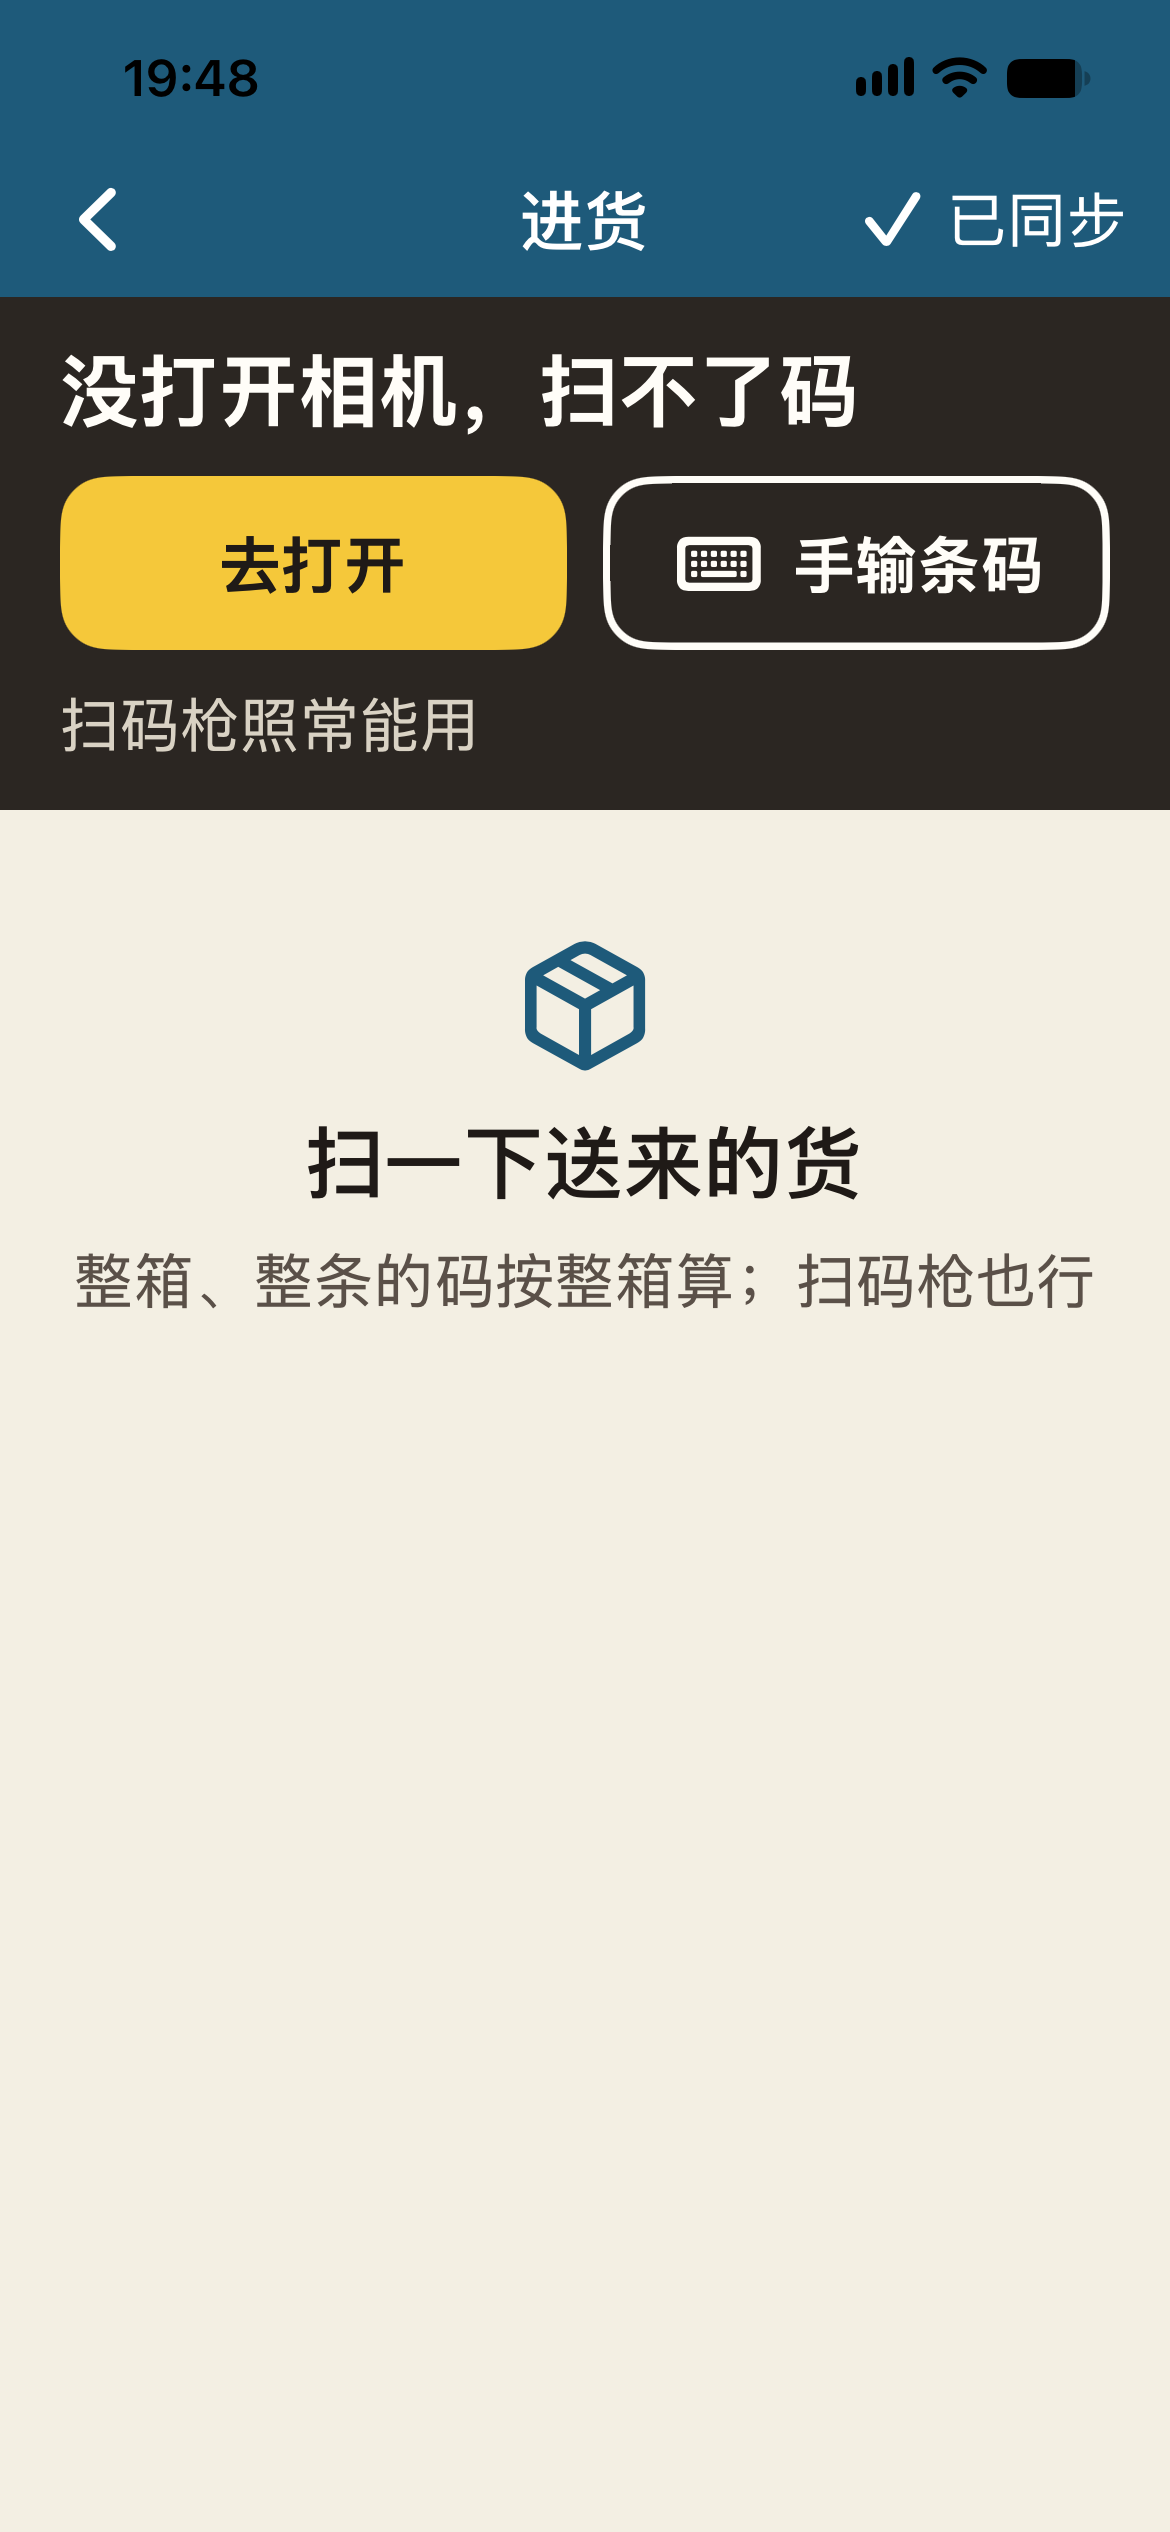 19:48
进货
已同步
没打开相机，扫不了码
去打开
手输条码
扫码枪照常能用
扫一下送来的货
整箱、整条的码按整箱算；扫码枪也行